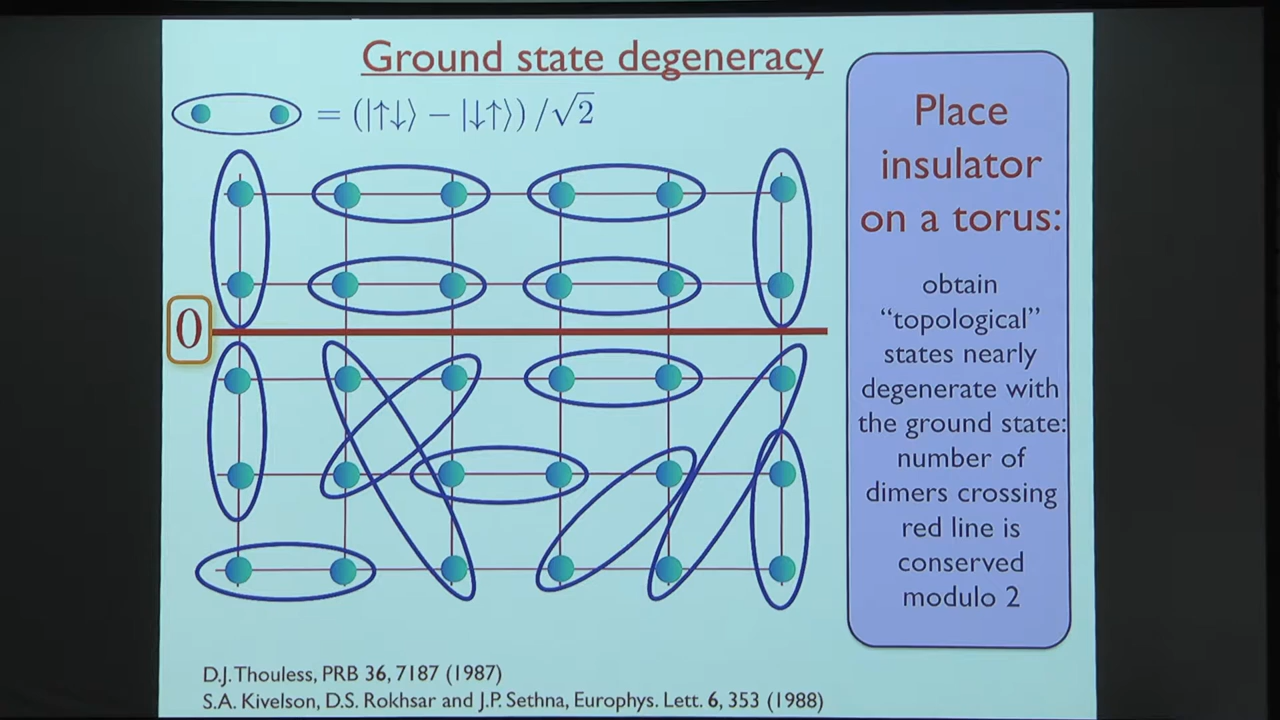 Ground state degeneracy
= (|↑↓⟩ − |↓↑⟩) /√2
0
Place
insulator
on a torus:
obtain
“topological”
states nearly
degenerate with
the ground state:
number of
dimers crossing
red line is
conserved
modulo 2
D.J. Thouless, PRB 36, 7187 (1987)
S.A. Kivelson, D.S. Rokhsar and J.P. Sethna, Europhys. Lett. 6, 353 (1988)